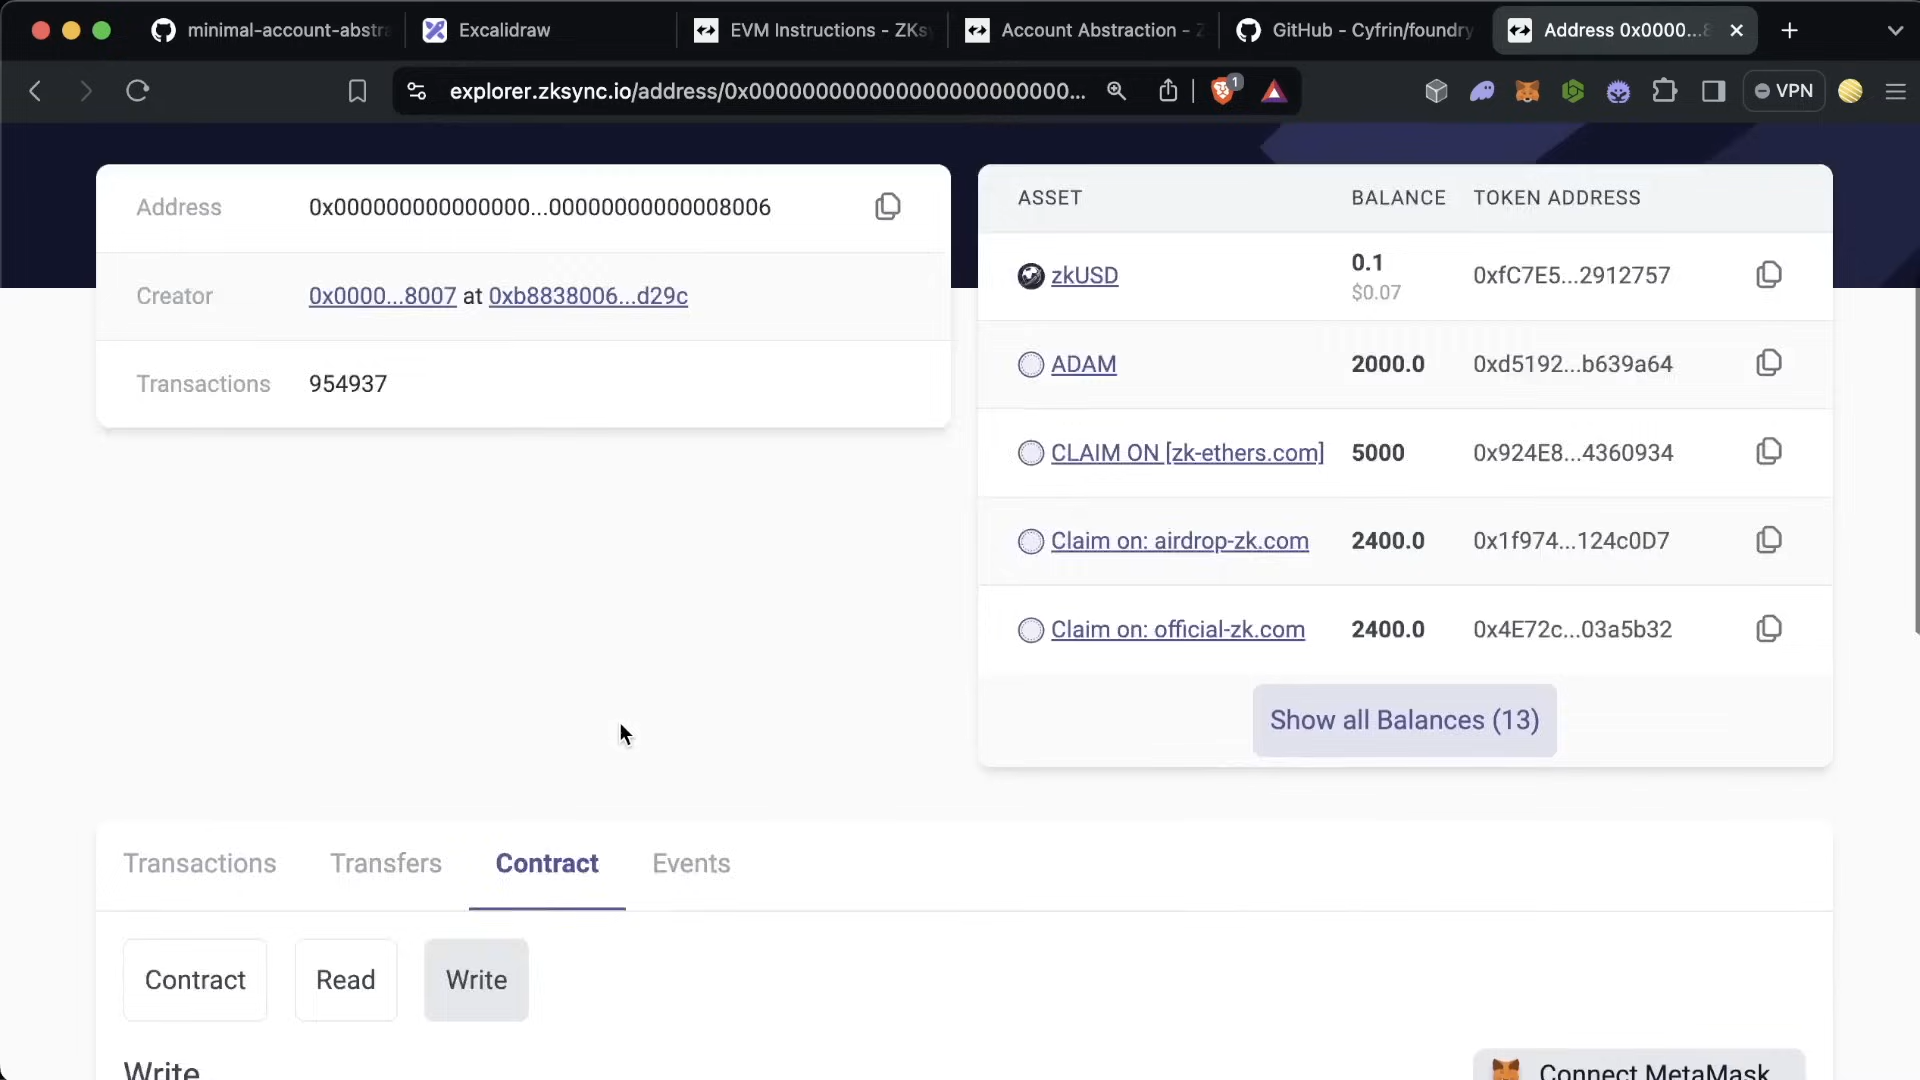 minimal-account-abstra
Excalidraw
EVM Instructions - ZKsy
Account Abstraction - Z
GitHub - Cyfrin/foundry
Address 0x0000...8
explorer.zksync.io/address/0x000000000000000000000000...
1
VPN
Address 0x000000000000000...00000000000008006
Creator 0x0000...8007 at 0xb8838006...d29c
Transactions 954937
ASSET BALANCE TOKEN ADDRESS
zkUSD 0.1 0xfC7E5...2912757
$0.07
ADAM 2000.0 0xd5192...b639a64
CLAIM ON [zk-ethers.com] 5000 0x924E8...4360934
Claim on: airdrop-zk.com 2400.0 0x1f974...124c0D7
Claim on: official-zk.com 2400.0 0x4E72c...03a5b32
Show all Balances (13)
Transactions Transfers Contract Events
Contract Read Write
Write
Connect MetaMask